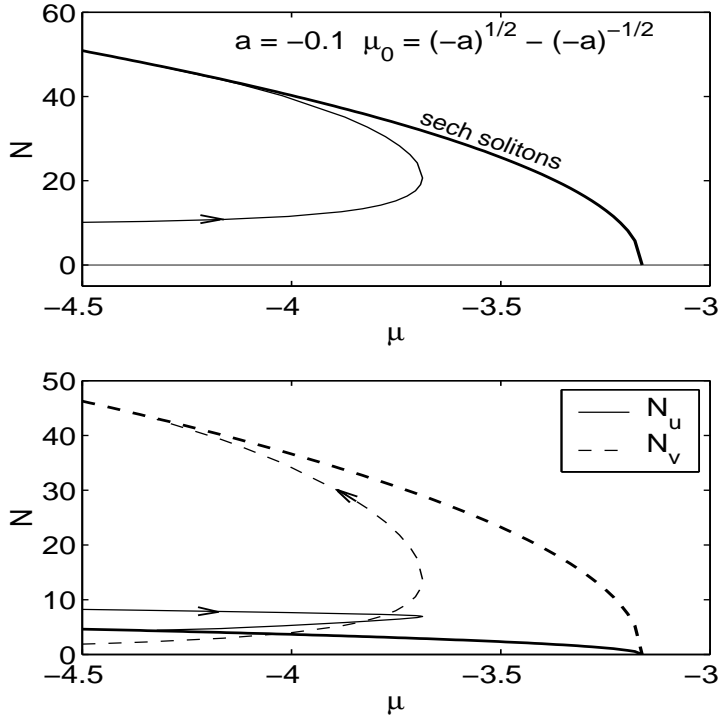 60
a = −0.1 μ₀ = (−a)^{1/2} − (−a)^{−1/2}
sech solitons
40
N
20
0
−4.5 −4 −3.5 −3
μ
50
N_u
N_v
40
30
N
20
10
0
−4.5 −4 −3.5 −3
μ